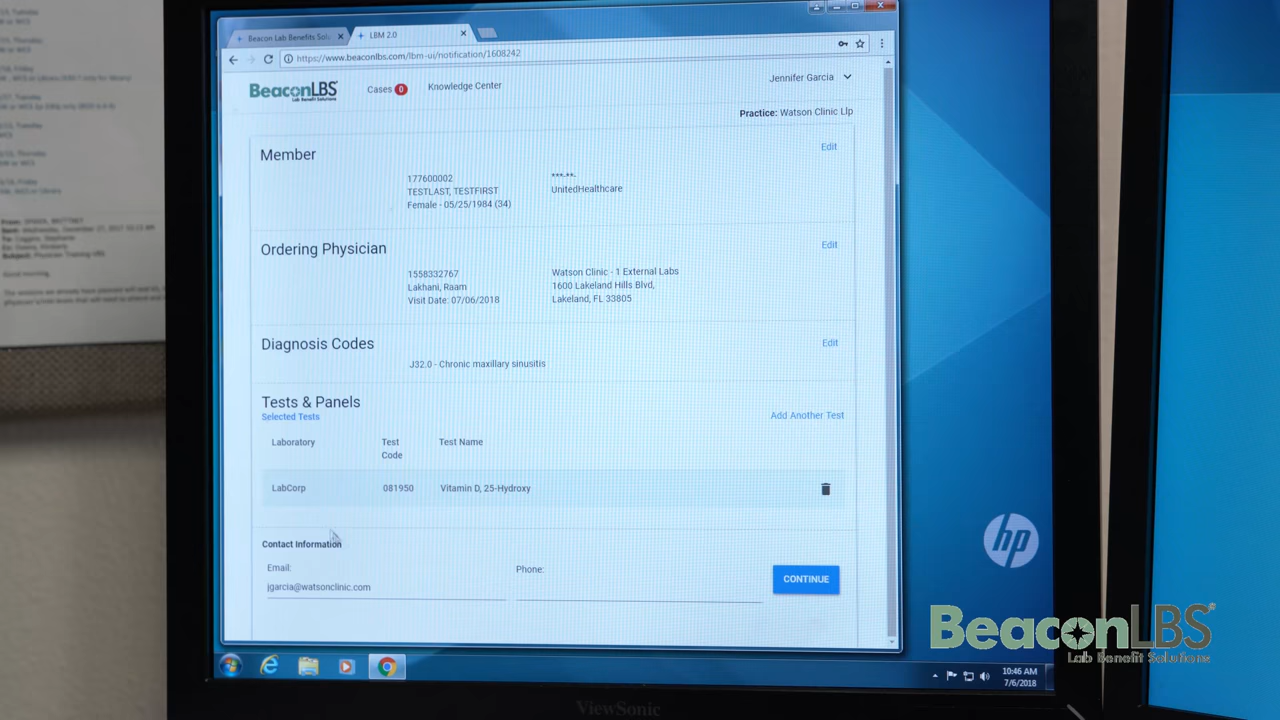 Beacon Lab Benefits Solu
LBM 2.0
https://www.beaconlbs.com/lbm-ui/notification/1608242
BeaconLBS
Lab Benefit Solutions
Cases 0
Knowledge Center
Jennifer Garcia
Practice: Watson Clinic Llp
Member
Edit
177600002
***-**-
TESTLAST, TESTFIRST
UnitedHealthcare
Female - 05/25/1984 (34)
Ordering Physician
Edit
1558332767
Watson Clinic - 1 External Labs
Lakhani, Raam
1600 Lakeland Hills Blvd,
Visit Date: 07/06/2018
Lakeland, FL 33805
Diagnosis Codes
Edit
J32.0 - Chronic maxillary sinusitis
Tests & Panels
Selected Tests
Add Another Test
Laboratory
Test Code
Test Name
LabCorp
081950
Vitamin D, 25-Hydroxy
Contact Information
Email:
Phone:
jgarcia@watsonclinic.com
CONTINUE
10:46 AM
7/6/2018
hp
ViewSonic
BeaconLBS
Lab Benefit Solutions
Tuesday
Thursday
Friday
Good morning,